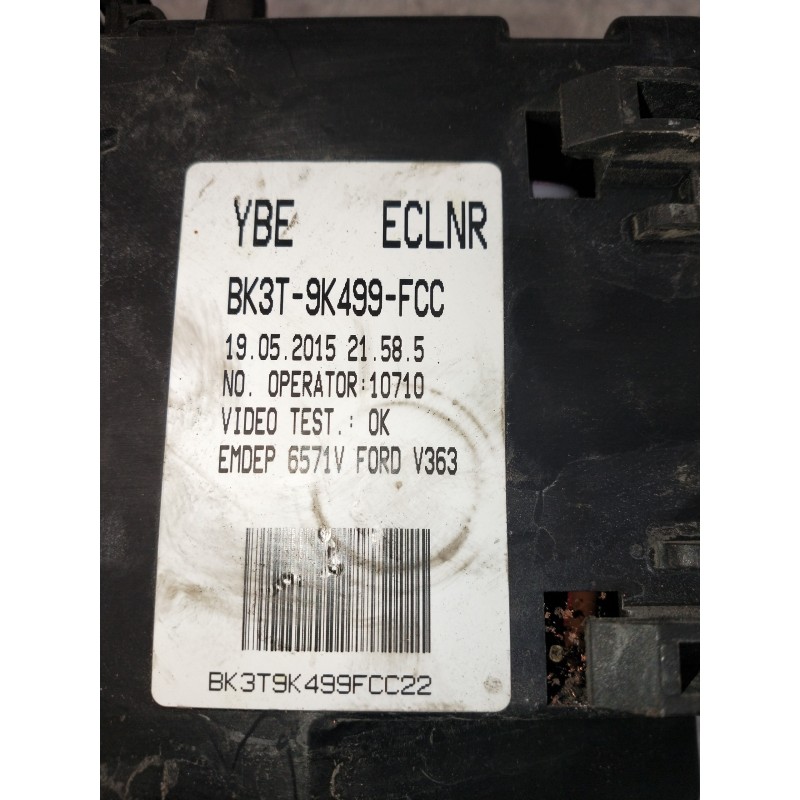 YBE ECLNR
BK3T-9K499-FCC
19.05.2015 21.58.5
NO. OPERATOR:10710
VIDEO TEST.: OK
EMDEP 6571V FORD V363
BK3T9K499FCC22